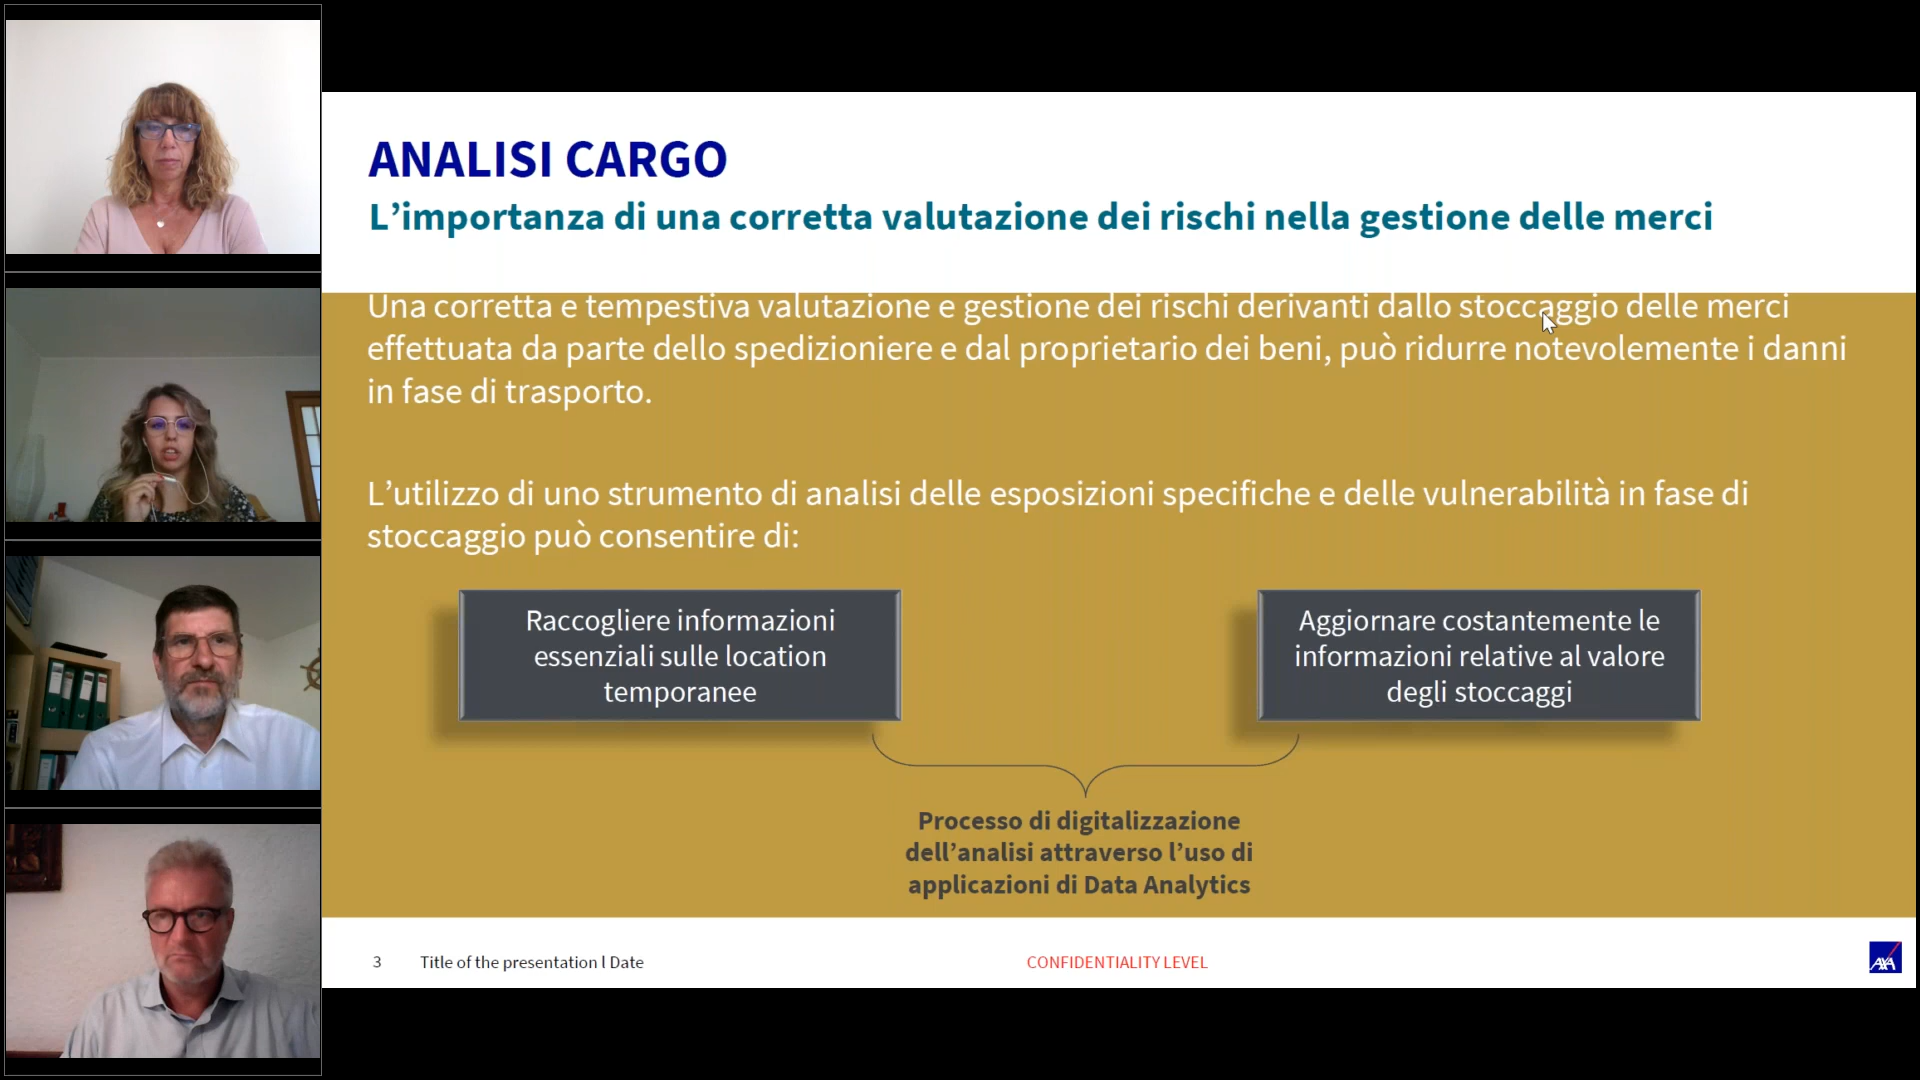 ANALISI CARGO
L’importanza di una corretta valutazione dei rischi nella gestione delle merci
Una corretta e tempestiva valutazione e gestione dei rischi derivanti dallo stoccaggio delle merci
effettuata da parte dello spedizioniere e dal proprietario dei beni, può ridurre notevolemente i danni
in fase di trasporto.
L’utilizzo di uno strumento di analisi delle esposizioni specifiche e delle vulnerabilità in fase di
stoccaggio può consentire di:
Raccogliere informazioni
essenziali sulle location
temporanee
Aggiornare costantemente le
informazioni relative al valore
degli stoccaggi
Processo di digitalizzazione
dell’analisi attraverso l’uso di
applicazioni di Data Analytics
3 Title of the presentation l Date
CONFIDENTIALITY LEVEL
AXA